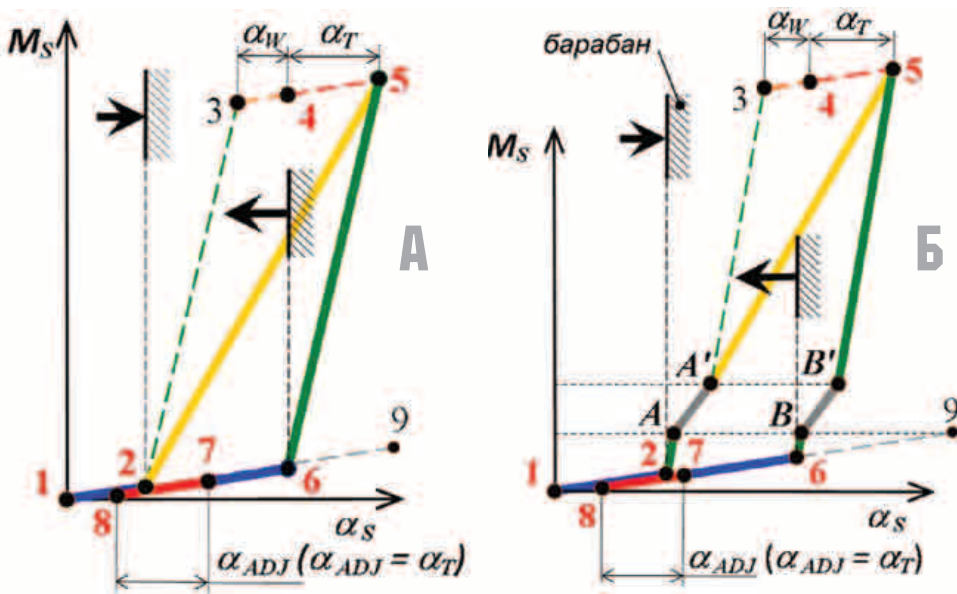 M_S
α_W
α_T
3
4
5
А
2
7
9
1
8
6
α_S
α_ADJ (α_ADJ = α_T)
барабан
α_W
α_T
M_S
3
4
5
Б
A'
B'
A
B
2
7
9
1
8
6
α_S
α_ADJ (α_ADJ = α_T)